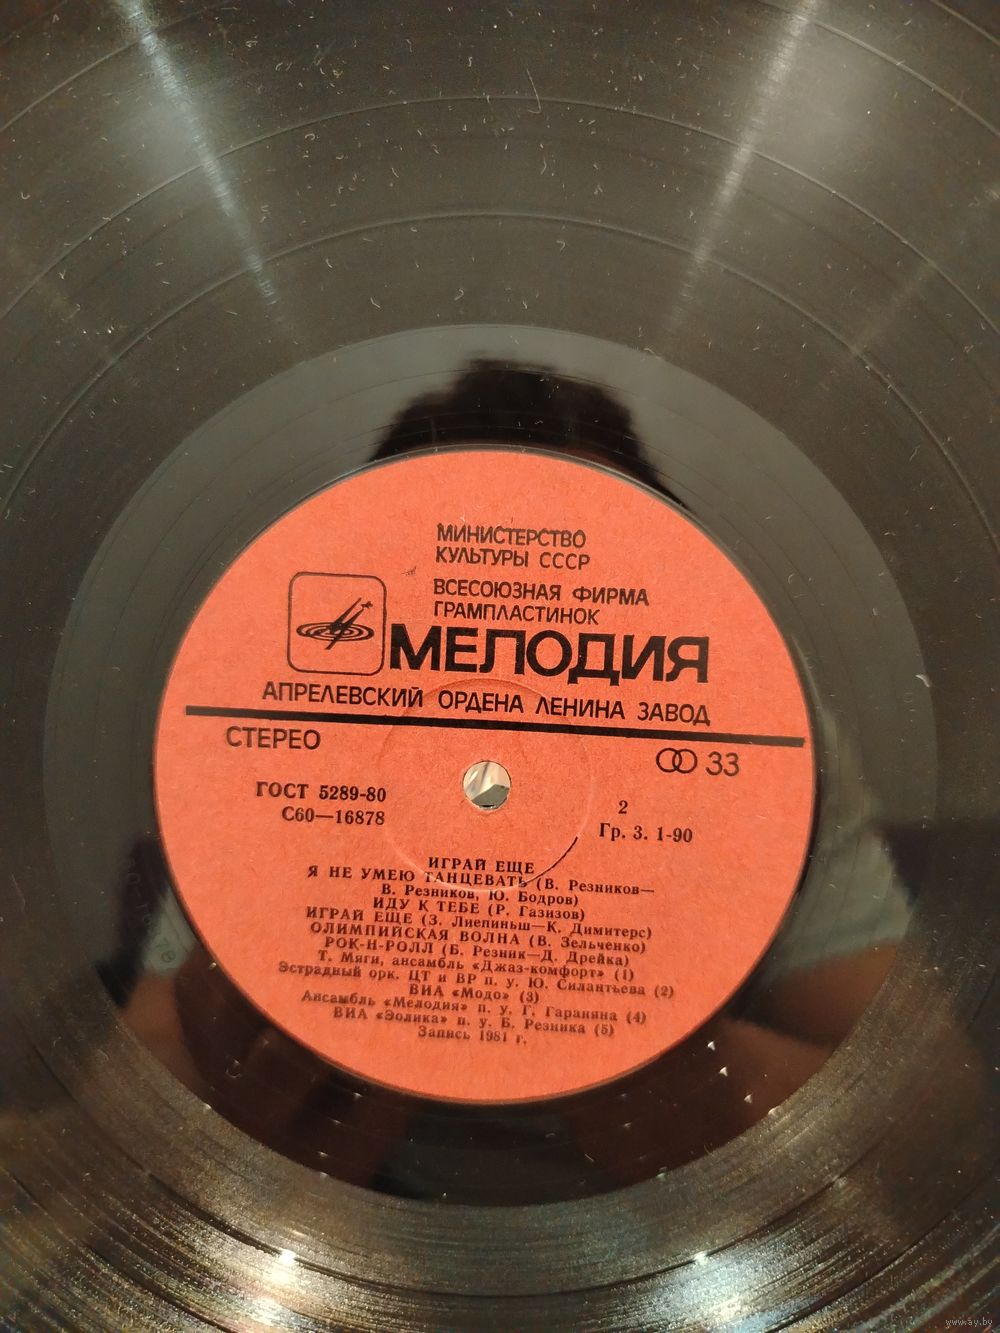 МИНИСТЕРСТВО
КУЛЬТУРЫ СССР
ВСЕСОЮЗНАЯ ФИРМА
ГРАМПЛАСТИНОК
МЕЛОДИЯ
АПРЕЛЕВСКИЙ ОРДЕНА ЛЕНИНА ЗАВОД
СТЕРЕО
33
ГОСТ 5289-80
С60—16878
2
Гр. 3. 1-90
ИГРАЙ ЕЩЕ
Я НЕ УМЕЮ ТАНЦЕВАТЬ (В. Резников—
В. Резников, Ю. Бодров)
ИДУ К ТЕБЕ (Р. Газизов)
ИГРАЙ ЕЩЕ (З. Лиепиньш—К. Димитерс)
ОЛИМПИЙСКАЯ ВОЛНА (В. Зельченко)
РОК-Н-РОЛЛ (Б. Резник—Д. Дрейка)
Т. Мяги, ансамбль «Джаз-комфорт» (1)
Эстрадный орк. ЦТ и ВР п. у. Ю. Силантьева (2)
ВИА «Модо» (3)
Ансамбль «Мелодия» п. у. Г. Гараняна (4)
ВИА «Эолика» п. у. Б. Резника (5)
Запись 1981 г.
www.ay.by